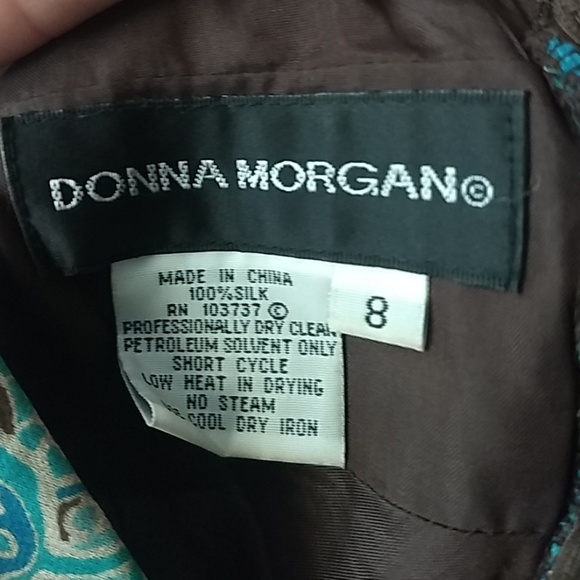 DONNA MORGAN©
MADE IN CHINA
100% SILK
RN 103737 ©
PROFESSIONALLY DRY CLEAN
PETROLEUM SOLVENT ONLY
SHORT CYCLE
LOW HEAT IN DRYING
NO STEAM
COOL DRY IRON
8